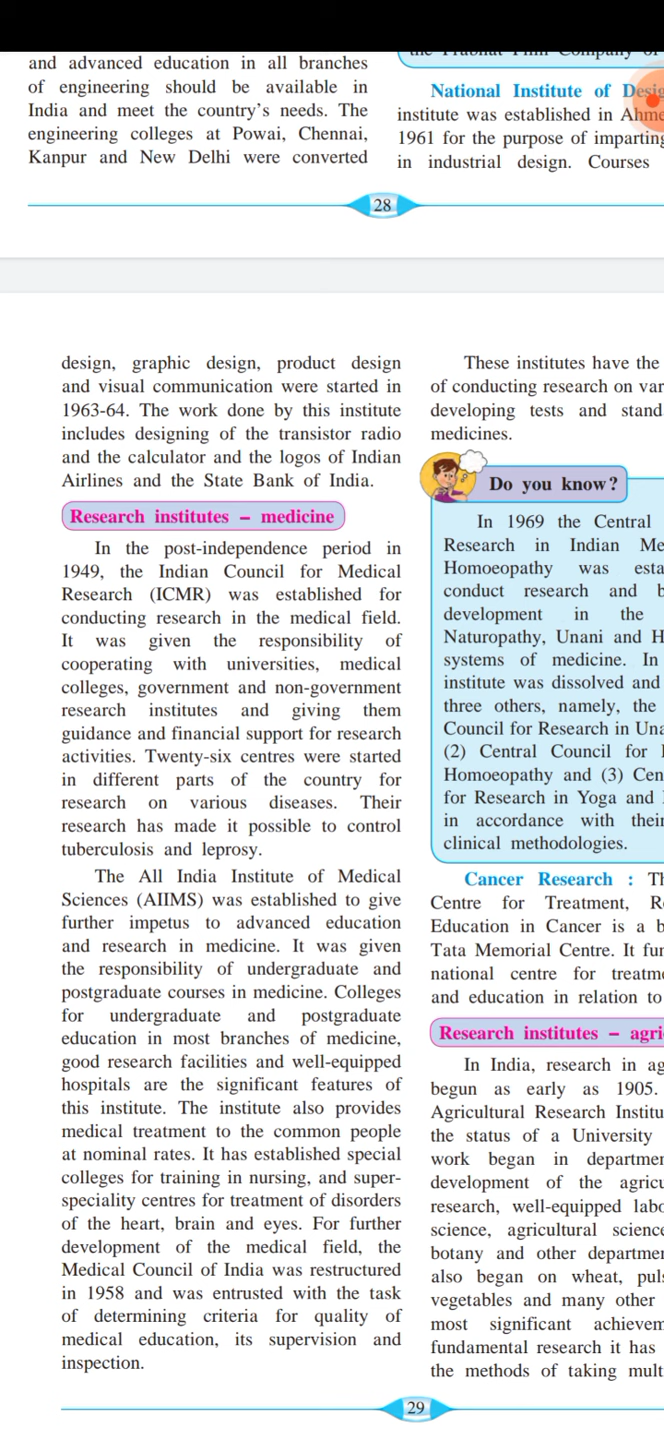 and advanced education in all branches
of engineering should be available in
India and meet the country's needs. The
engineering colleges at Powai, Chennai,
Kanpur and New Delhi were converted
National Institute of
institute was established in
1961 for the purpose of imparting
in industrial design. Courses
28
design, graphic design, product design
and visual communication were started in
1963-64. The work done by this institute
includes designing of the transistor radio
and the calculator and the logos of Indian
Airlines and the State Bank of India.
Research institutes – medicine
In the post-independence period in
1949, the Indian Council for Medical
Research (ICMR) was established for
conducting research in the medical field.
It was given the responsibility of
cooperating with universities, medical
colleges, government and non-government
research institutes and giving them
guidance and financial support for research
activities. Twenty-six centres were started
in different parts of the country for
research on various diseases. Their
research has made it possible to control
tuberculosis and leprosy.
The All India Institute of Medical
Sciences (AIIMS) was established to give
further impetus to advanced education
and research in medicine. It was given
the responsibility of undergraduate and
postgraduate courses in medicine. Colleges
for undergraduate and postgraduate
education in most branches of medicine,
good research facilities and well-equipped
hospitals are the significant features of
this institute. The institute also provides
medical treatment to the common people
at nominal rates. It has established special
colleges for training in nursing, and super-
speciality centres for treatment of disorders
of the heart, brain and eyes. For further
development of the medical field, the
Medical Council of India was restructured
in 1958 and was entrusted with the task
of determining criteria for quality of
medical education, its supervision and
inspection.
These institutes have the
of conducting research on
developing tests and
medicines.
Do you know?
In 1969 the Central
Research in Indian
Homoeopathy was
conduct research and
development in the
Naturopathy, Unani and
systems of medicine. In
institute was dissolved and
three others, namely, the
Council for Research in
(2) Central Council for
Homoeopathy and (3)
for Research in Yoga and
in accordance with their
clinical methodologies.
Cancer Research :
Centre for Treatment,
Education in Cancer is a
Tata Memorial Centre. It
national centre for
and education in relation to
Research institutes –
In India, research in
begun as early as 1905.
Agricultural Research
the status of a University
work began in
development of the
research, well-equipped
science, agricultural
botany and other
also began on wheat,
vegetables and many other
most significant
fundamental research it has
the methods of taking
29